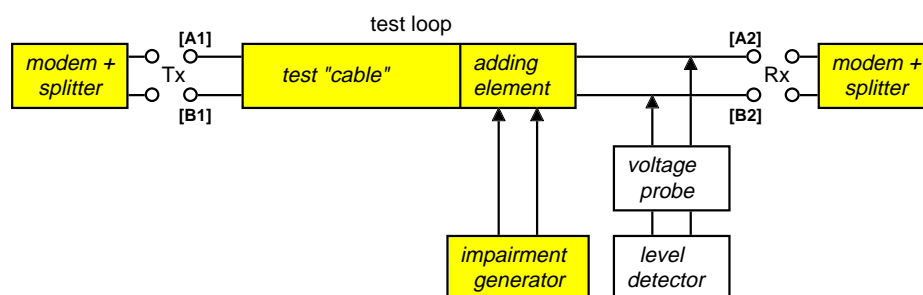 test loop
[A1]
[A2]
modem +
splitter
Tx
test "cable"
adding
element
Rx
modem +
splitter
[B1]
[B2]
voltage
probe
impairment
generator
level
detector